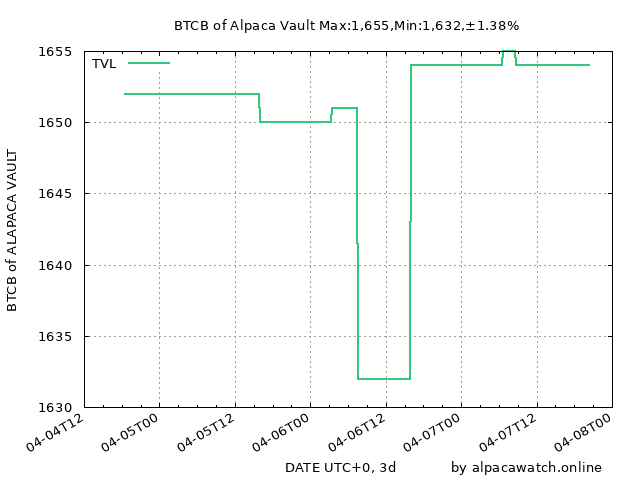 BTCB of Alpaca Vault Max:1,655,Min:1,632,±1.38%
TVL
1655
1650
1645
1640
1635
1630
BTCB of ALAPACA VAULT
04-04T12
04-05T00
04-05T12
04-06T00
04-06T12
04-07T00
04-07T12
04-08T00
DATE UTC+0, 3d
by alpacawatch.online